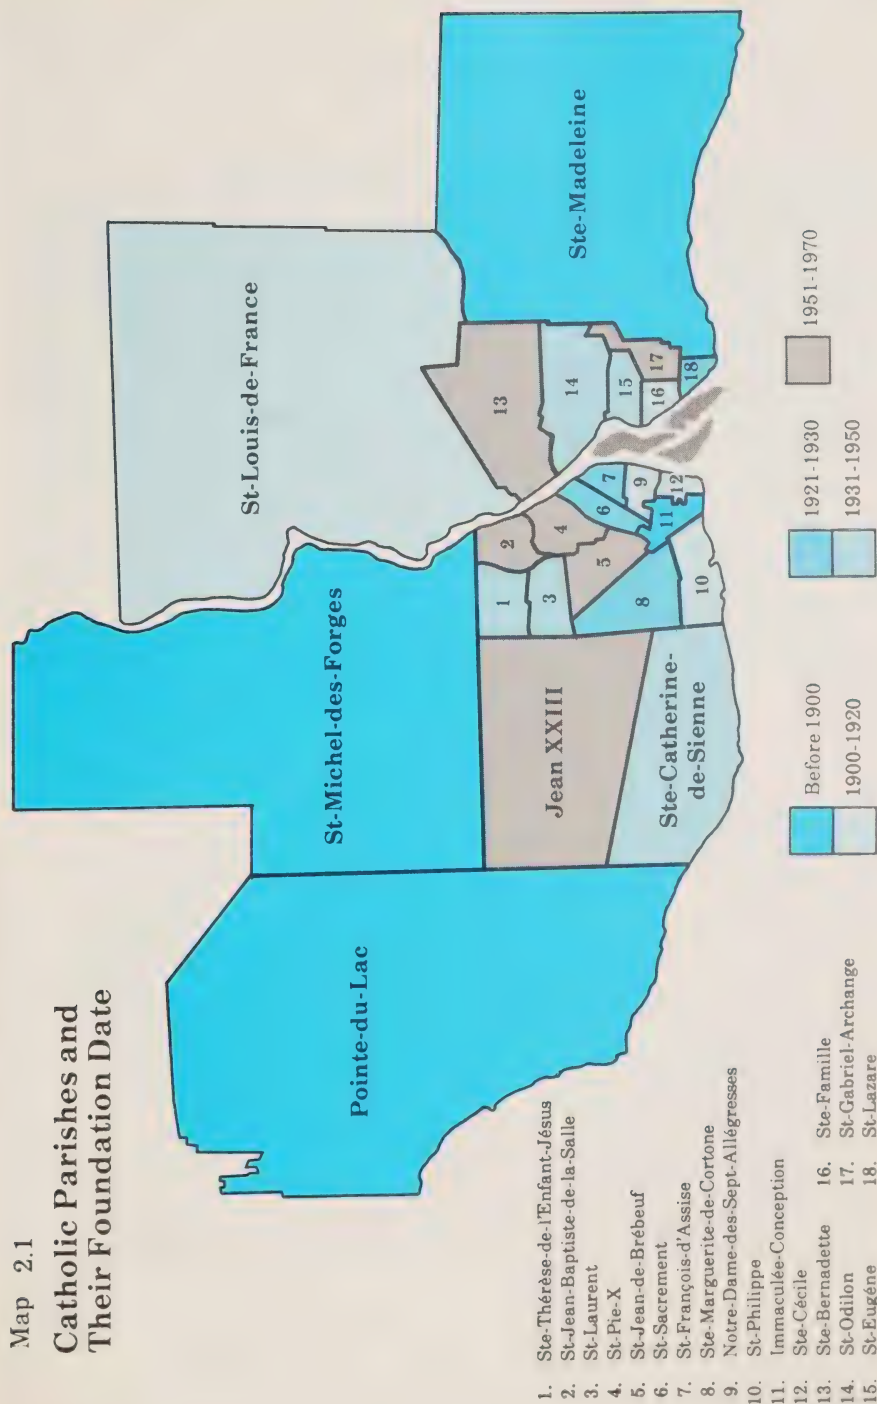 Map 2.1
Catholic Parishes and
Their Foundation Date
Pointe-du-Lac
St-Michel-des-Forges
St-Louis-de-France
Ste-Madeleine
Jean XXIII
Ste-Catherine-
de-Sienne
1
2
3
4
5
6
7
8
9
10
11
12
13
14
15
16
17
18
1. Ste-Thérèse-de-l'Enfant-Jésus
2. St-Jean-Baptiste-de-la-Salle
3. St-Laurent
4. St-Pie-X
5. St-Jean-de-Brébeuf
6. St-Sacrement
7. St-François-d'Assise
8. Ste-Marguerite-de-Cortone
9. Notre-Dame-des-Sept-Allégresses
10. St-Philippe
11. Immaculée-Conception
12. Ste-Cécile
13. Ste-Bernadette
14. St-Odilon
15. St-Eugéne
16. Ste-Famille
17. St-Gabriel-Archange
18. St-Lazare
Before 1900
1900-1920
1921-1930
1931-1950
1951-1970